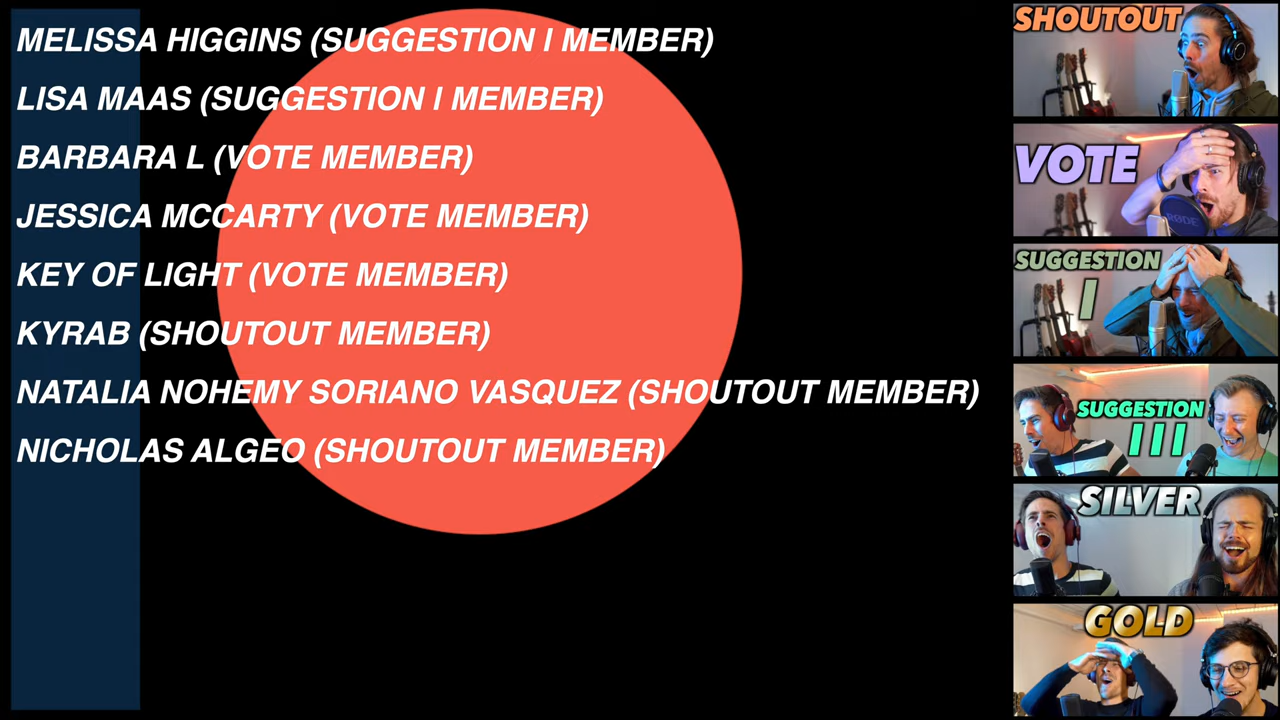 MELISSA HIGGINS (SUGGESTION I MEMBER)
LISA MAAS (SUGGESTION I MEMBER)
BARBARA L (VOTE MEMBER)
JESSICA MCCARTY (VOTE MEMBER)
KEY OF LIGHT (VOTE MEMBER)
KYRAB (SHOUTOUT MEMBER)
NATALIA NOHEMY SORIANO VASQUEZ (SHOUTOUT MEMBER)
NICHOLAS ALGEO (SHOUTOUT MEMBER)
SHOUTOUT
VOTE
RØDE
SUGGESTION
I
SUGGESTION
III
SILVER
GOLD